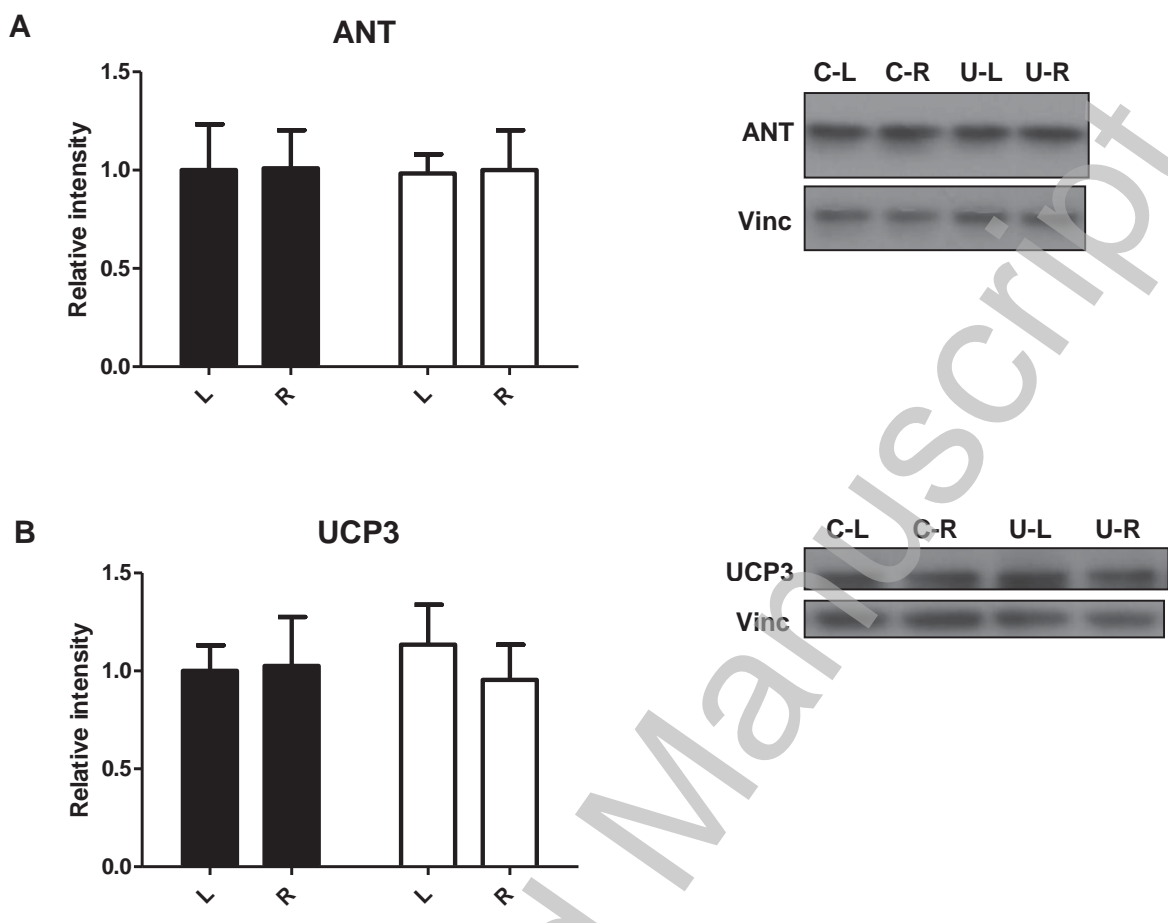 A
ANT
1.5
1.0
0.5
0.0
Relative intensity
L R L R
C-L C-R U-L U-R
ANT
Vinc
B
UCP3
1.5
1.0
0.5
0.0
Relative intensity
L R L R
C-L C-R U-L U-R
UCP3
Vinc
d Manuscript